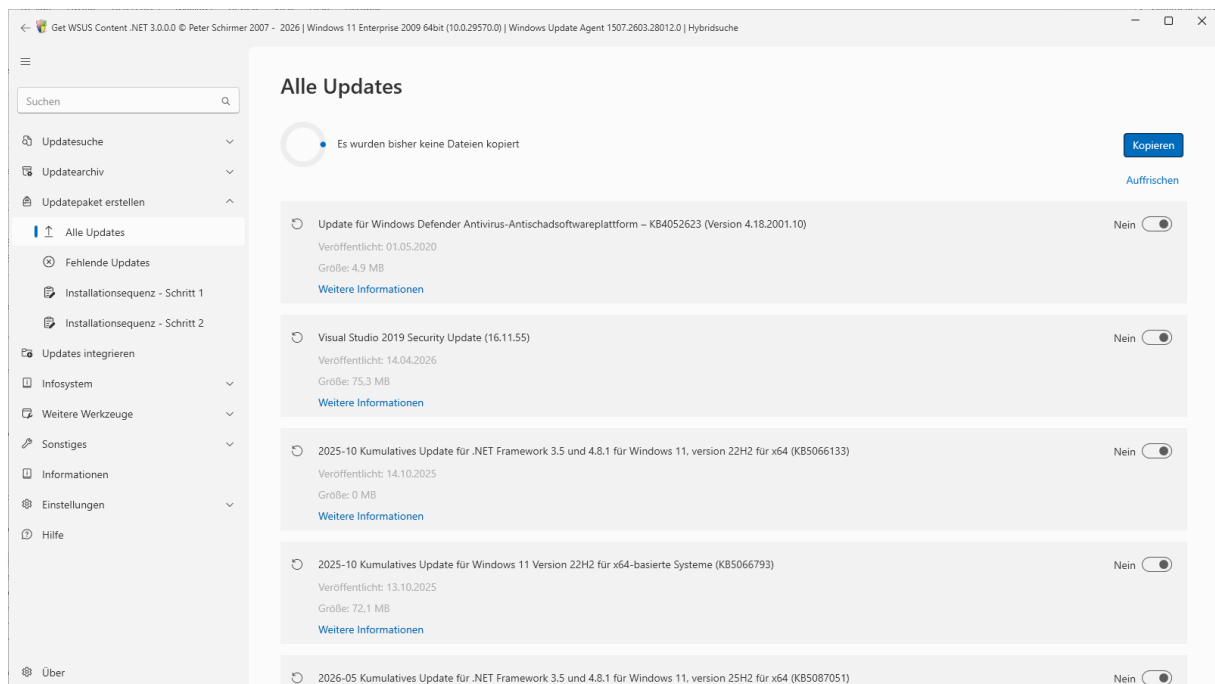 Get WSUS Content .NET 3.0.0.0 © Peter Schirmer 2007 - 2026 | Windows 11 Enterprise 2009 64bit (10.0.29570.0) | Windows Update Agent 1507.2603.28012.0 | Hybridsuche
Suchen
Updatesuche
Updatearchiv
Updatepaket erstellen
Alle Updates
Fehlende Updates
Installationsequenz - Schritt 1
Installationsequenz - Schritt 2
Updates integrieren
Infosystem
Weitere Werkzeuge
Sonstiges
Informationen
Einstellungen
Hilfe
Über
Alle Updates
Es wurden bisher keine Dateien kopiert
Kopieren
Auffrischen
Update für Windows Defender Antivirus-Antischadsoftwareplattform – KB4052623 (Version 4.18.2001.10)
Nein
Veröffentlicht: 01.05.2020
Größe: 4,9 MB
Weitere Informationen
Visual Studio 2019 Security Update (16.11.55)
Nein
Veröffentlicht: 14.04.2026
Größe: 75,3 MB
Weitere Informationen
2025-10 Kumulatives Update für .NET Framework 3.5 und 4.8.1 für Windows 11, version 22H2 für x64 (KB5066133)
Nein
Veröffentlicht: 14.10.2025
Größe: 0 MB
Weitere Informationen
2025-10 Kumulatives Update für Windows 11 Version 22H2 für x64-basierte Systeme (KB5066793)
Nein
Veröffentlicht: 13.10.2025
Größe: 72,1 MB
Weitere Informationen
2026-05 Kumulatives Update für .NET Framework 3.5 und 4.8.1 für Windows 11, version 25H2 für x64 (KB5087051)
Nein